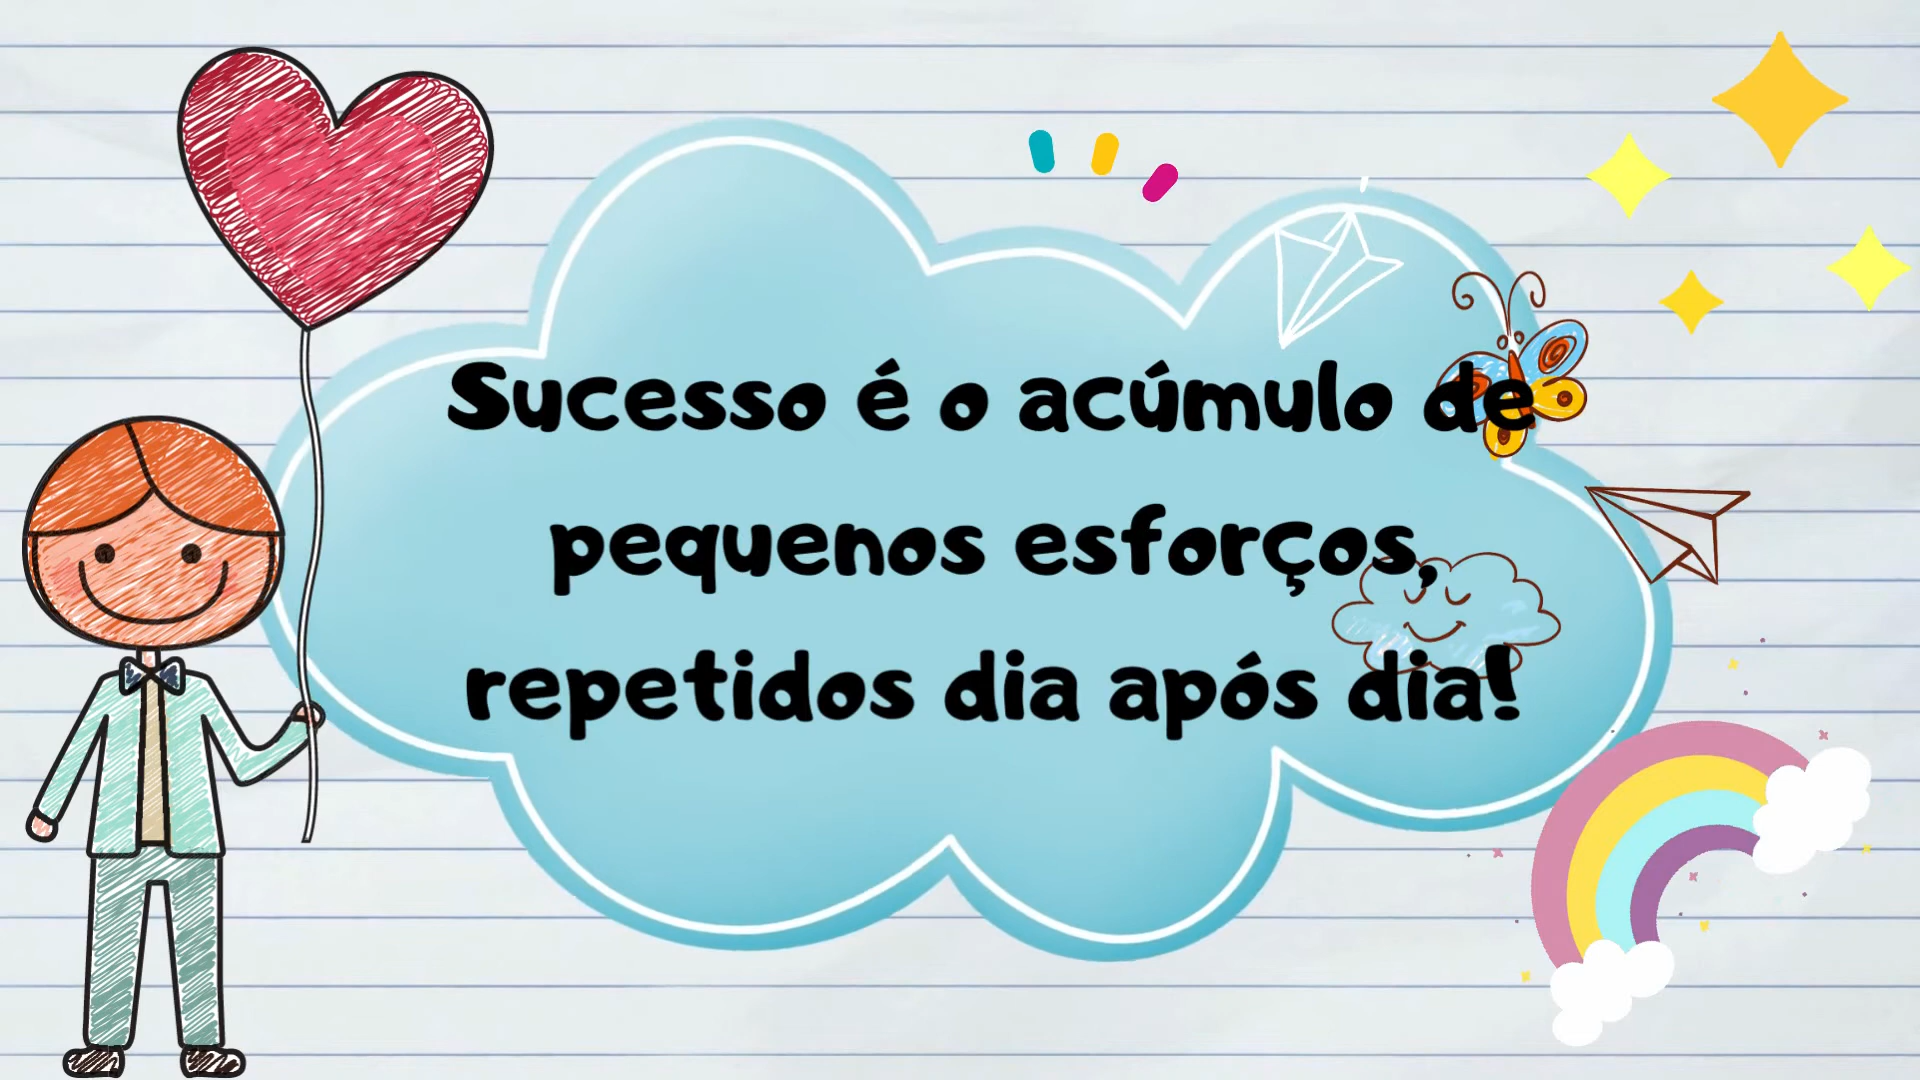 Sucesso é o acúmulo de
pequenos esforços,
repetidos dia após dia!